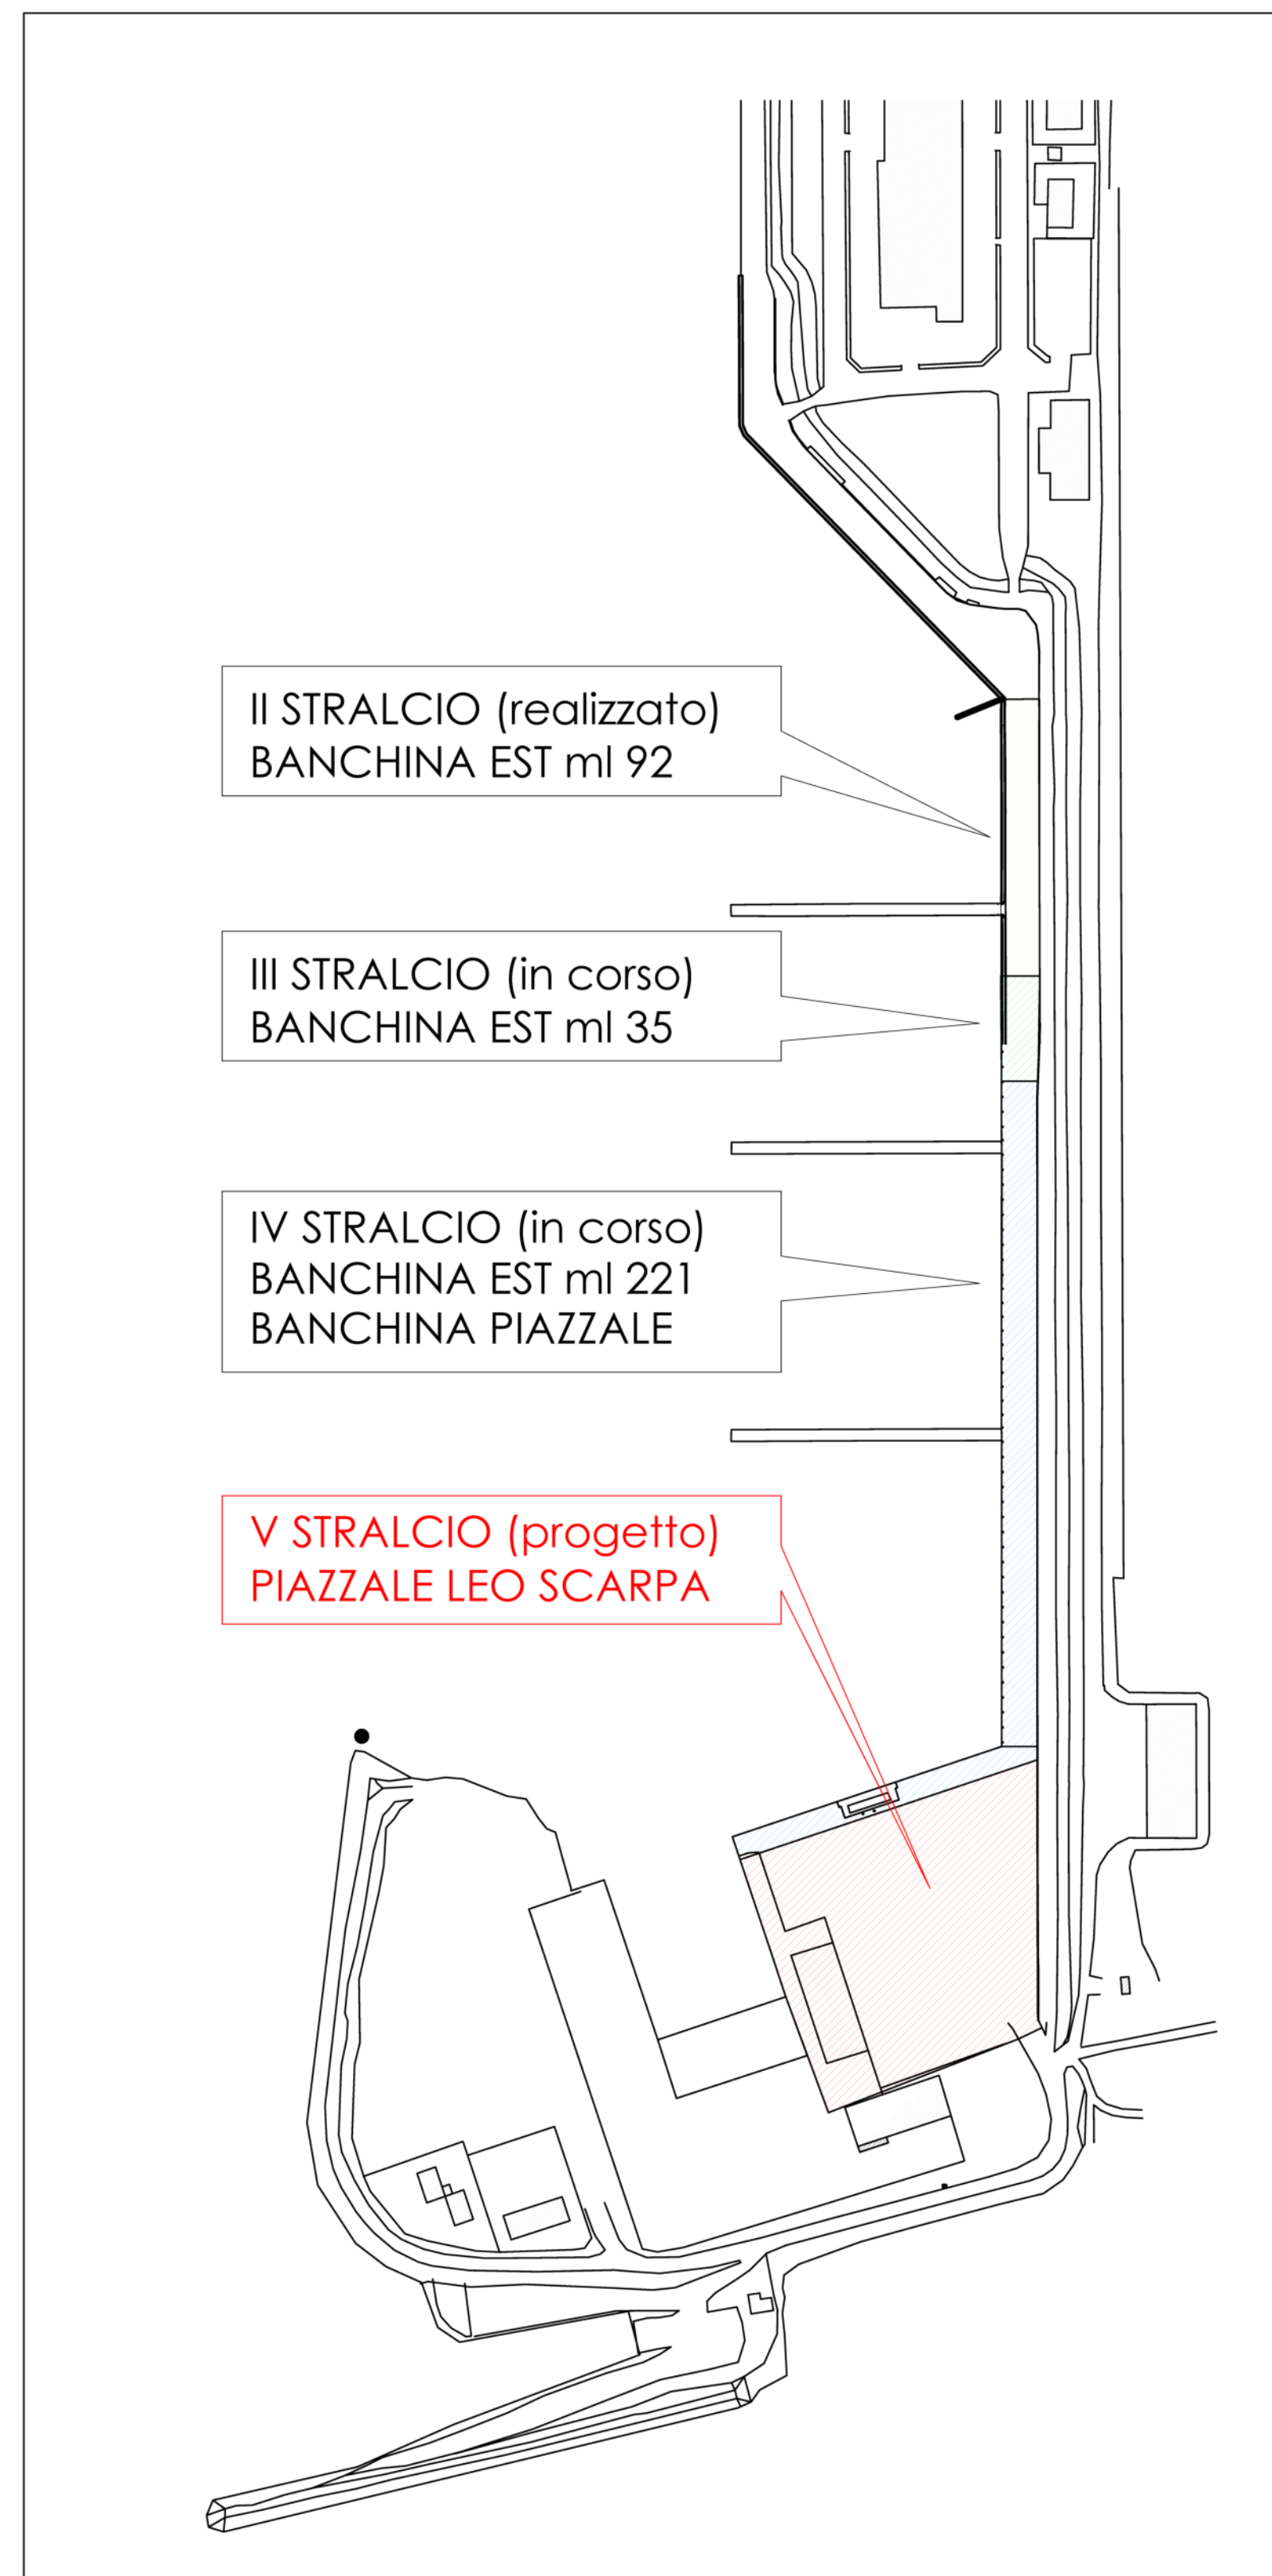 II STRALCIO (realizzato)
BANCHINA EST ml 92
III STRALCIO (in corso)
BANCHINA EST ml 35
IV STRALCIO (in corso)
BANCHINA EST ml 221
BANCHINA PIAZZALE
V STRALCIO (progetto)
PIAZZALE LEO SCARPA